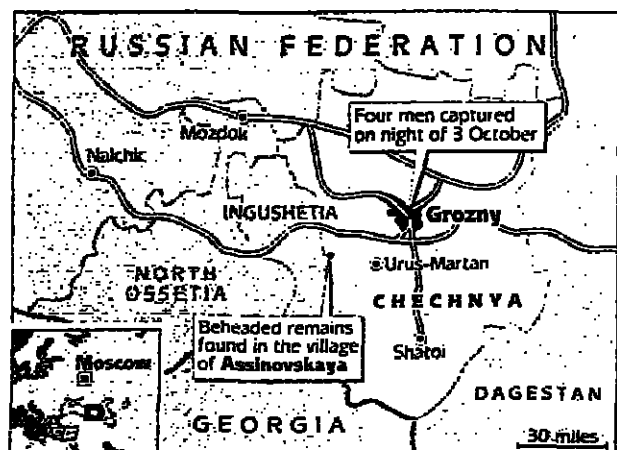 RUSSIAN FEDERATION
Four men captured
on night of 3 October
Mozdok
Nalchic
INGUSHETIA
Grozny
Urus-Martan
NORTH
OSSETIA
CHECHNYA
Beheaded remains
found in the village
of Assinovskaya
Shatoi
Moscow
DAGESTAN
GEORGIA
30 miles